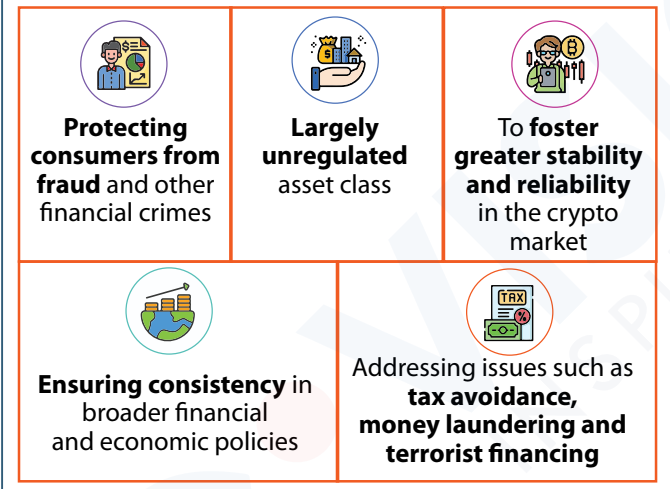 Protecting
consumers from
fraud and other
financial crimes
Largely
unregulated
asset class
To foster
greater stability
and reliability
in the crypto
market
Ensuring consistency in
broader financial
and economic policies
TAX
%
Addressing issues such as
tax avoidance,
money laundering and
terrorist financing